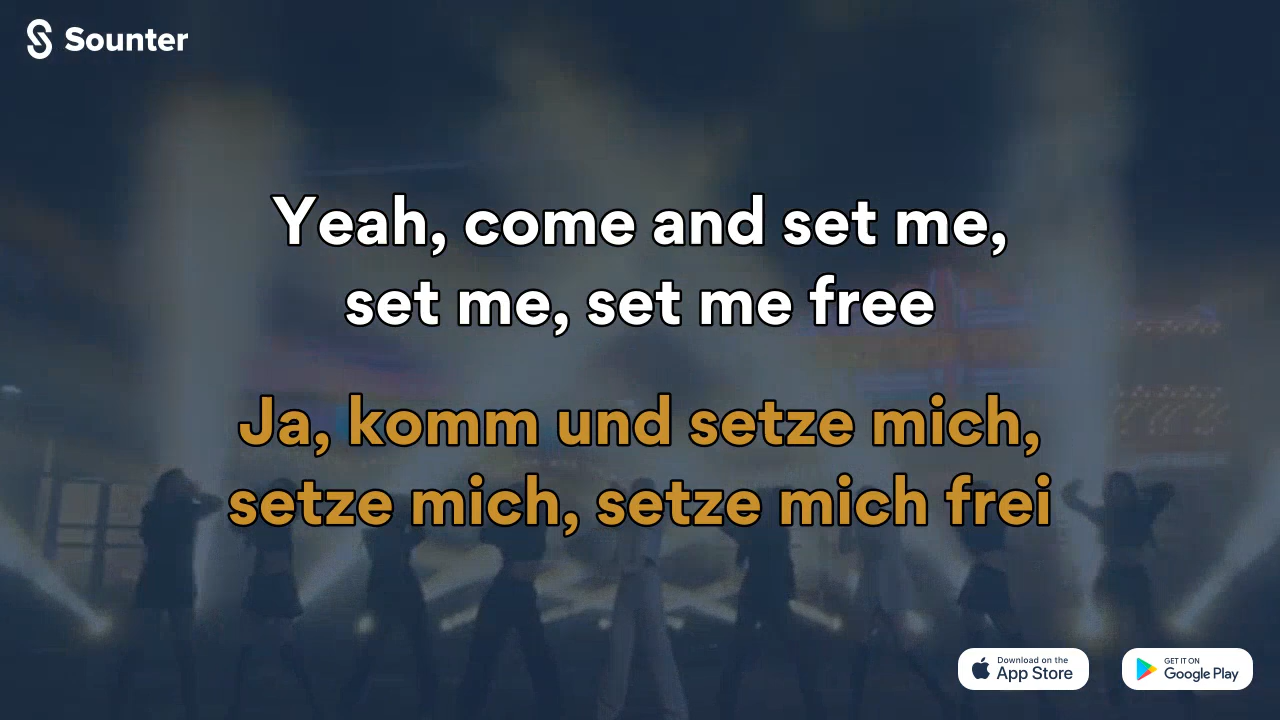 Sounter
Yeah, come and set me,
set me, set me free
Ja, komm und setze mich,
setze mich, setze mich frei
Download on the
App Store
GET IT ON
Google Play